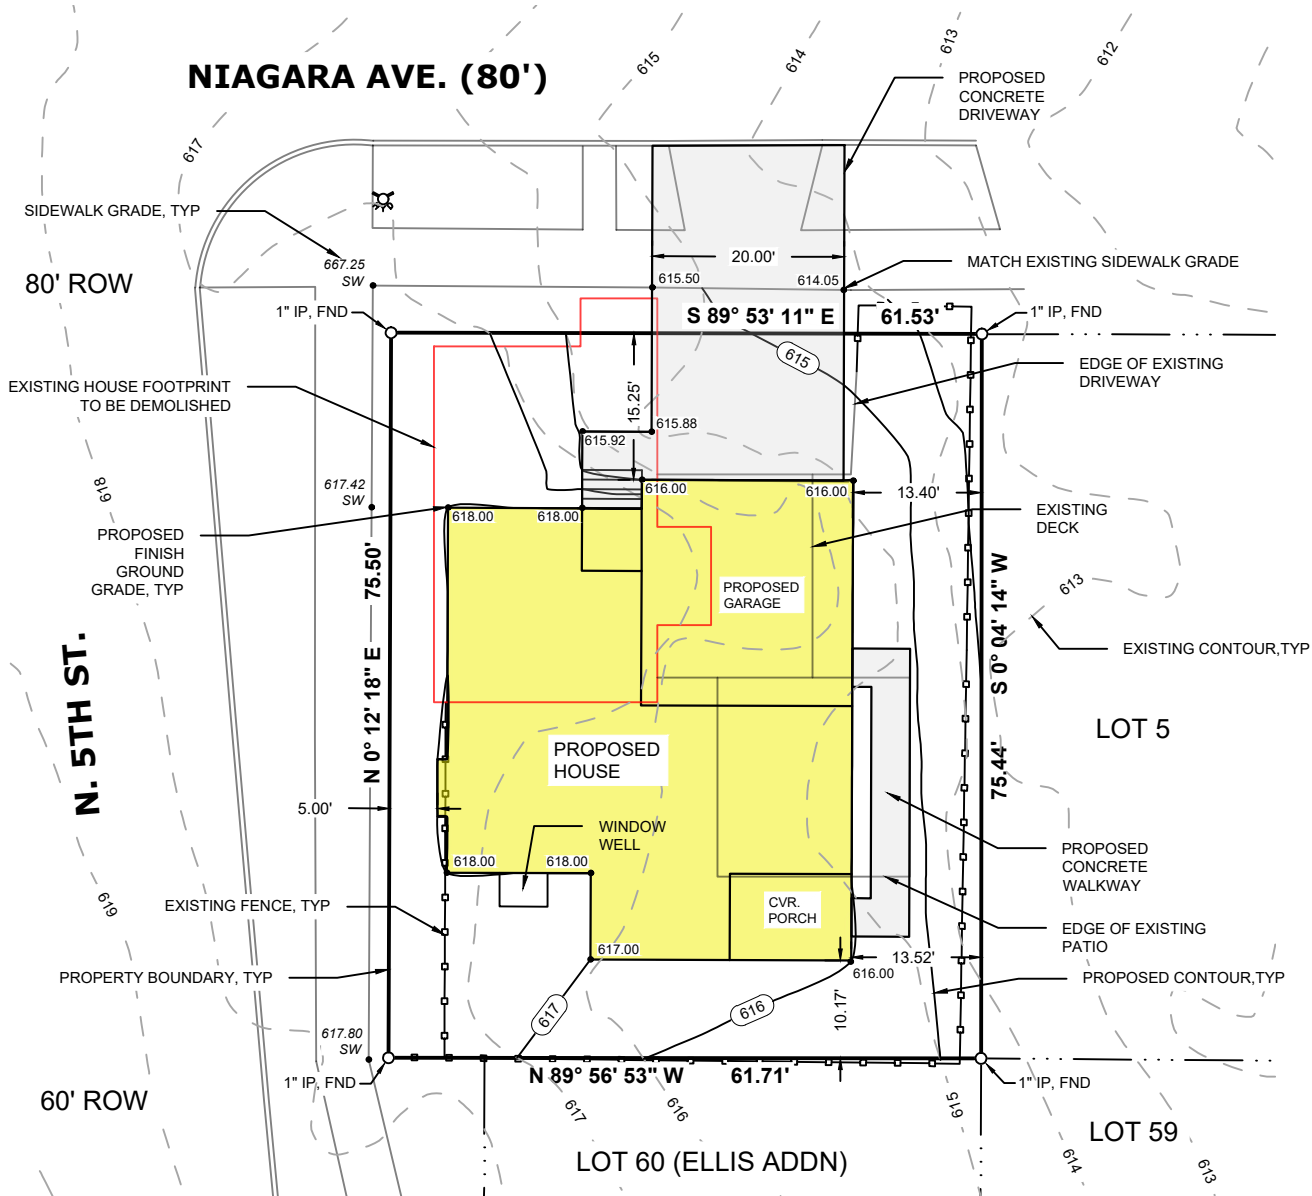 NIAGARA AVE. (80')
615
614
613
612
617
PROPOSED
CONCRETE
DRIVEWAY
SIDEWALK GRADE, TYP
80' ROW
667.25
SW
20.00'
615.50
614.05
MATCH EXISTING SIDEWALK GRADE
1" IP, FND
S 89° 53' 11" E
61.53'
1" IP, FND
615
EDGE OF EXISTING
DRIVEWAY
EXISTING HOUSE FOOTPRINT
TO BE DEMOLISHED
15.25'
615.92
615.88
618
617.42
SW
616.00
616.00
13.40'
618.00
618.00
PROPOSED
FINISH
GROUND
GRADE, TYP
EXISTING
DECK
N 0° 12' 18" E
75.50'
PROPOSED
GARAGE
S 0° 04' 14" W
75.44'
613
EXISTING CONTOUR,TYP
N. 5TH ST.
LOT 5
PROPOSED
HOUSE
5.00'
WINDOW
WELL
PROPOSED
CONCRETE
WALKWAY
618.00
618.00
619
EXISTING FENCE, TYP
CVR.
PORCH
EDGE OF EXISTING
PATIO
617.00
13.52'
616.00
PROPERTY BOUNDARY, TYP
PROPOSED CONTOUR,TYP
617
616
10.17'
617.80
SW
1" IP, FND
N 89° 56' 53" W
61.71'
1" IP, FND
60' ROW
617
616
615
614
613
LOT 59
LOT 60 (ELLIS ADDN)